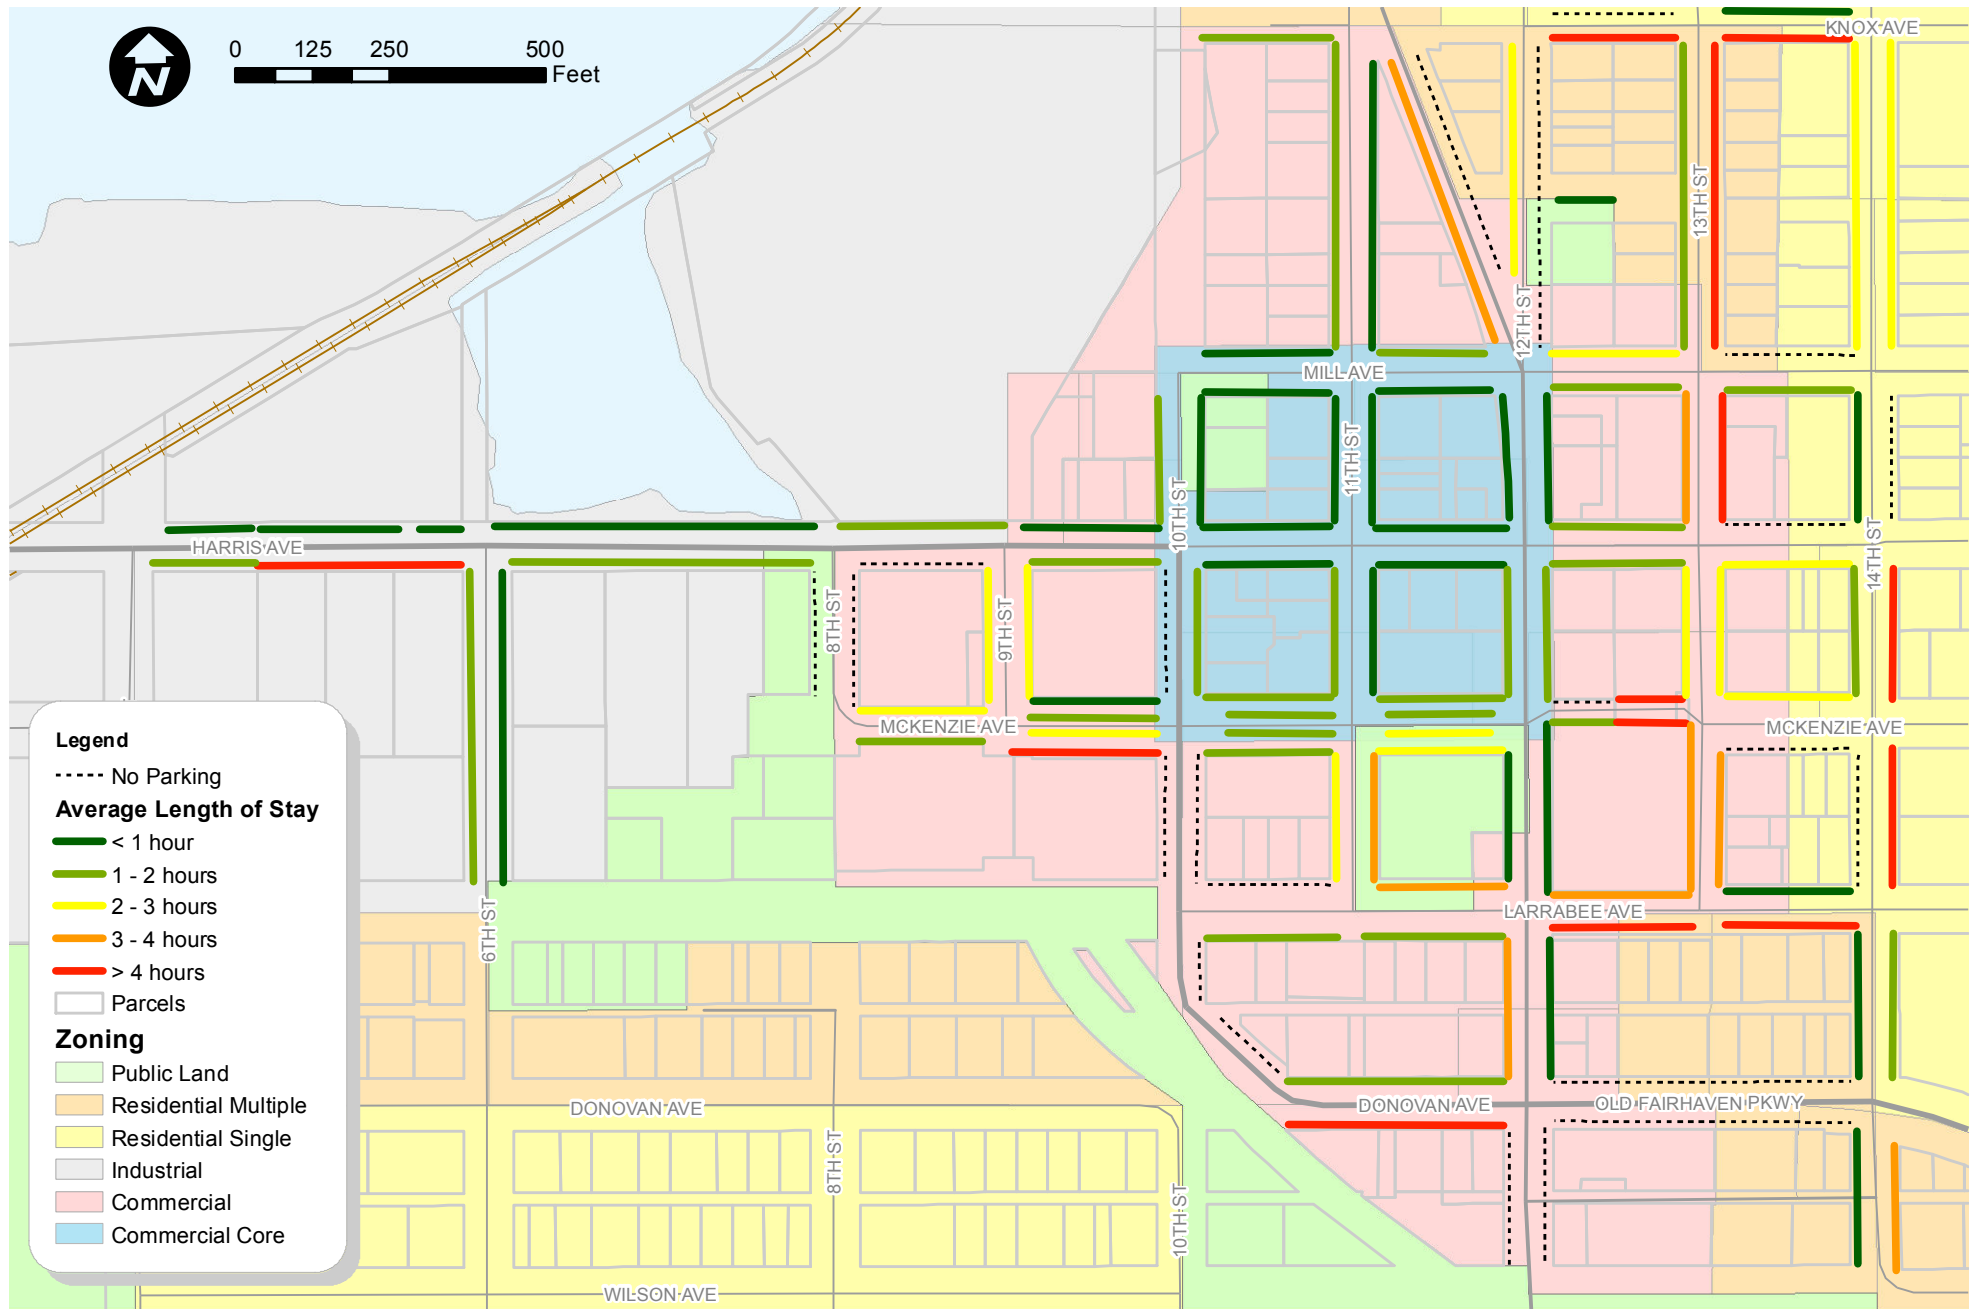 N
0 125 250 500
Feet
KNOX AVE
13TH ST
12TH ST
MILL AVE
11TH ST
10TH ST
14TH ST
HARRIS AVE
8TH ST
9TH ST
MCKENZIE AVE
MCKENZIE AVE
LARRABEE AVE
6TH ST
DONOVAN AVE
DONOVAN AVE
OLD FAIRHAVEN PKWY
8TH ST
10TH ST
WILSON AVE
Legend
No Parking
Average Length of Stay
< 1 hour
1 - 2 hours
2 - 3 hours
3 - 4 hours
> 4 hours
Parcels
Zoning
Public Land
Residential Multiple
Residential Single
Industrial
Commercial
Commercial Core